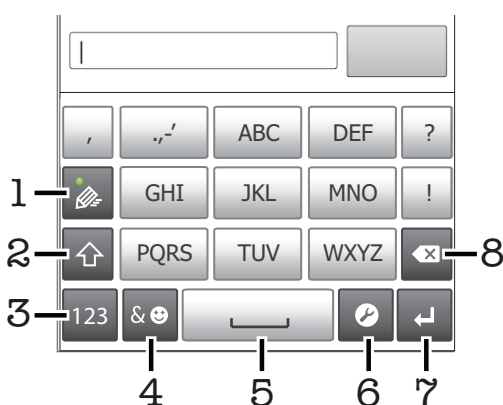 , .,-' ABC DEF ?
1 GHI JKL MNO !
2 PQRS TUV WXYZ 8
3 123 &
4 5 6 7